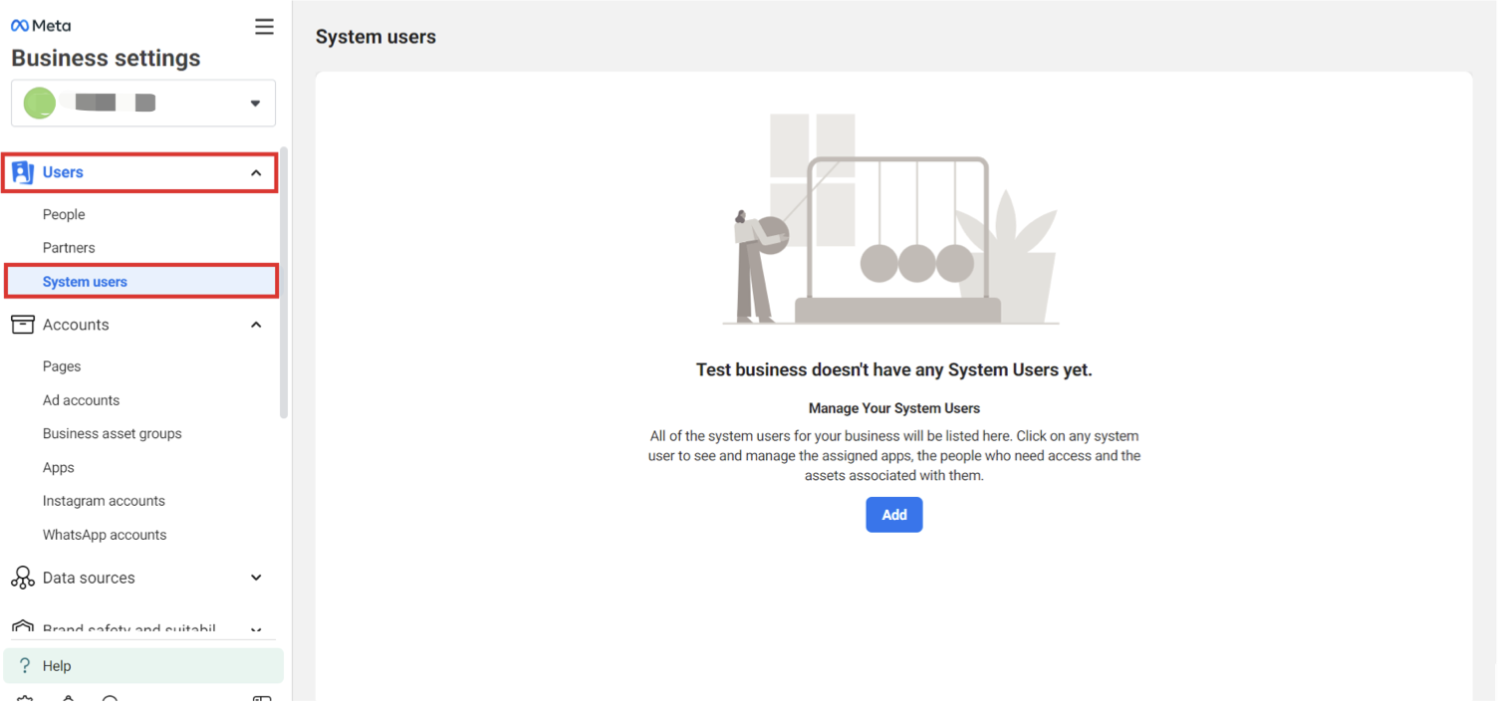 Meta
Business settings
Users
People
Partners
System users
Accounts
Pages
Ad accounts
Business asset groups
Apps
Instagram accounts
WhatsApp accounts
Data sources
Brand safety and suitabil
? Help
System users
Test business doesn't have any System Users yet.
Manage Your System Users
All of the system users for your business will be listed here. Click on any system
user to see and manage the assigned apps, the people who need access and the
assets associated with them.
Add